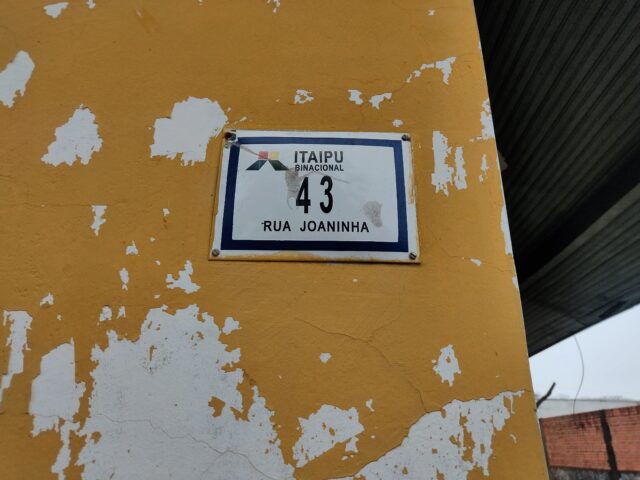 ITAIPU
BINACIONAL
43
RUA JOANINHA